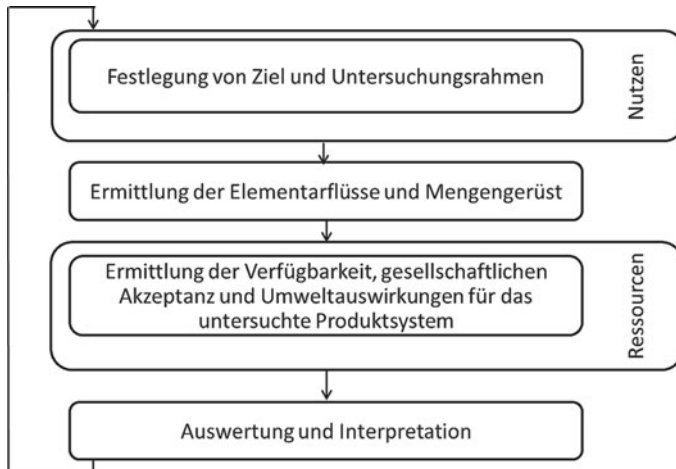 Festlegung von Ziel und Untersuchungsrahmen
Nutzen
Ermittlung der Elementarflüsse und Mengengerüst
Ermittlung der Verfügbarkeit, gesellschaftlichen
Akzeptanz und Umweltauswirkungen für das
untersuchte Produktsystem
Ressourcen
Auswertung und Interpretation